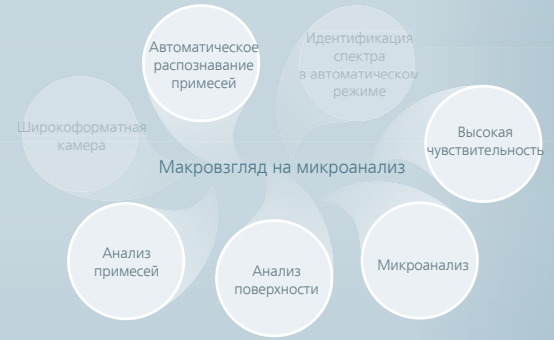 Автоматическое
распознавание
примесей
Идентификация
спектра
в автоматическом
режиме
Широкоформатная
камера
Высокая
чувствительность
Макровзгляд на микроанализ
Анализ
примесей
Анализ
поверхности
Микроанализ